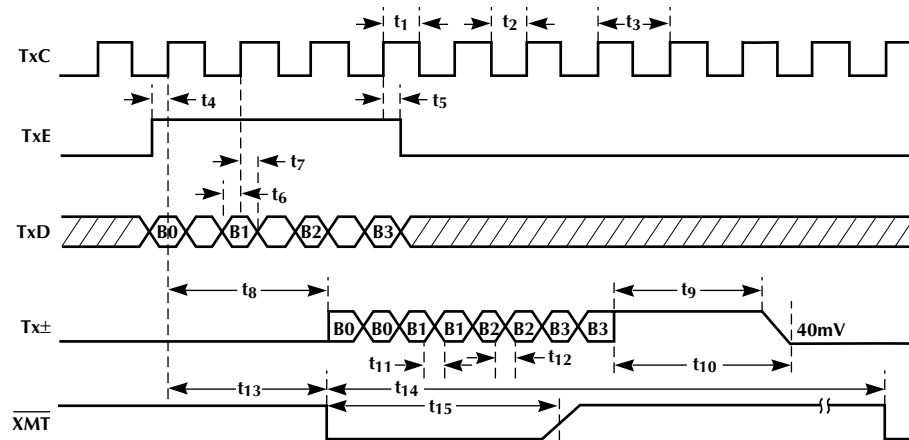 t1 t2 t3
TxC
t4 t5
TxE
t7
t6
TxD B0 B1 B2 B3
t8 t9
Tx± B0 B0 B1 B1 B2 B2 B3 B3 40mV
t11 t12 t10
t13 t14
t15
XMT